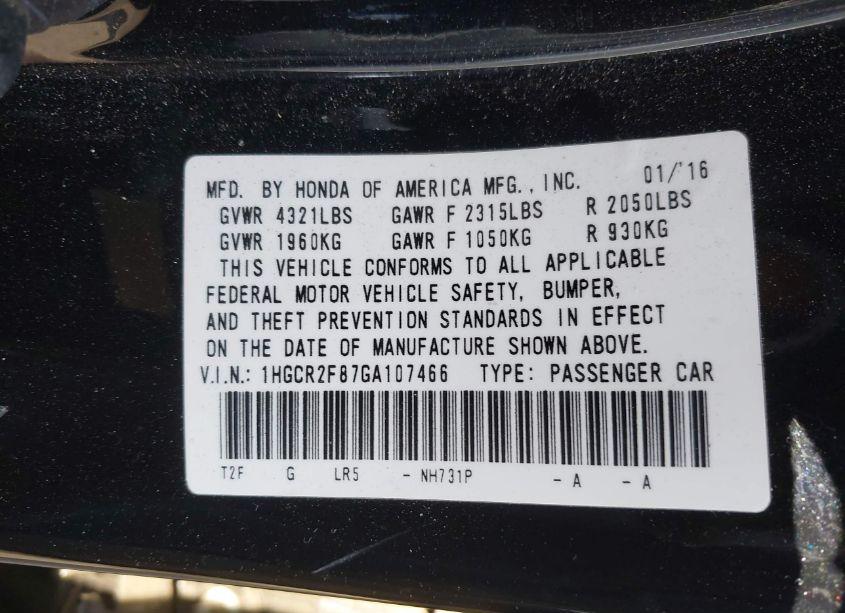 MFD. BY HONDA OF AMERICA MFG., INC. 01/'16
GVWR 4321LBS GAWR F 2315LBS R 2050LBS
GVWR 1960KG GAWR F 1050KG R 930KG
THIS VEHICLE CONFORMS TO ALL APPLICABLE
FEDERAL MOTOR VEHICLE SAFETY, BUMPER,
AND THEFT PREVENTION STANDARDS IN EFFECT
ON THE DATE OF MANUFACTURE SHOWN ABOVE.
V.I.N.: 1HGCR2F87GA107466 TYPE: PASSENGER CAR
T2F G LR5 - NH731P - A - A